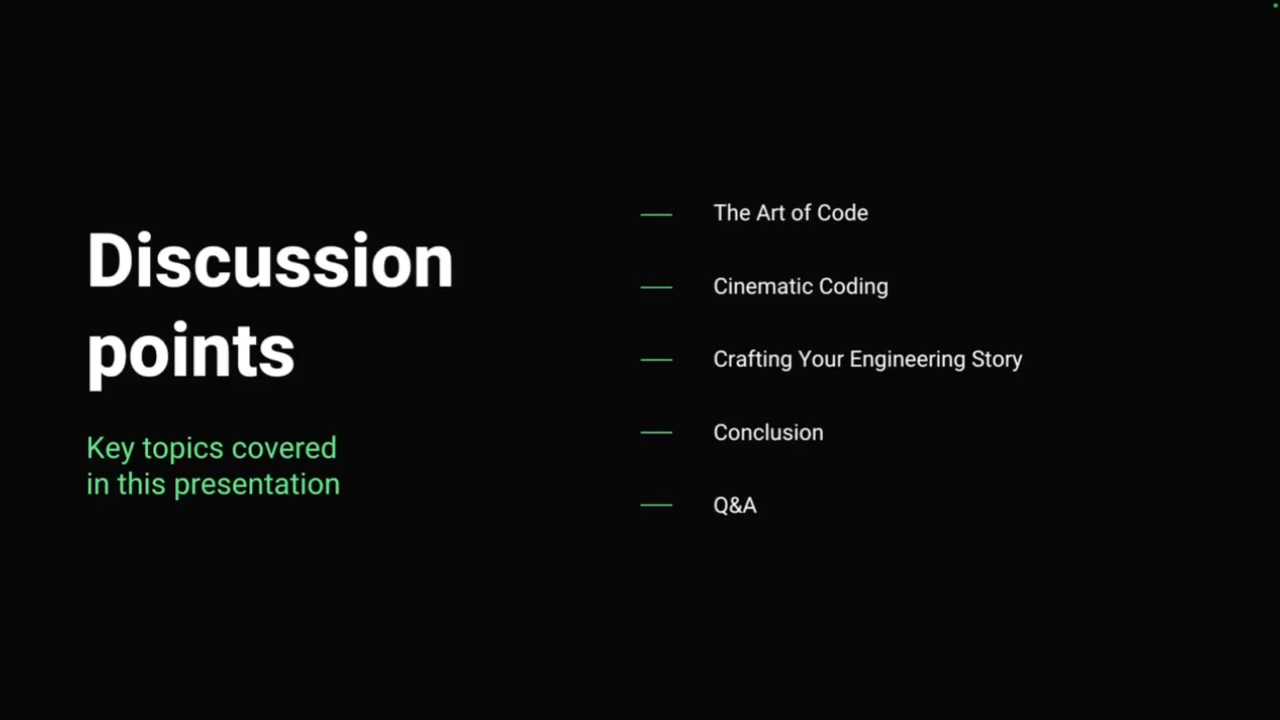 Discussion
points
Key topics covered
in this presentation
The Art of Code
Cinematic Coding
Crafting Your Engineering Story
Conclusion
Q&A